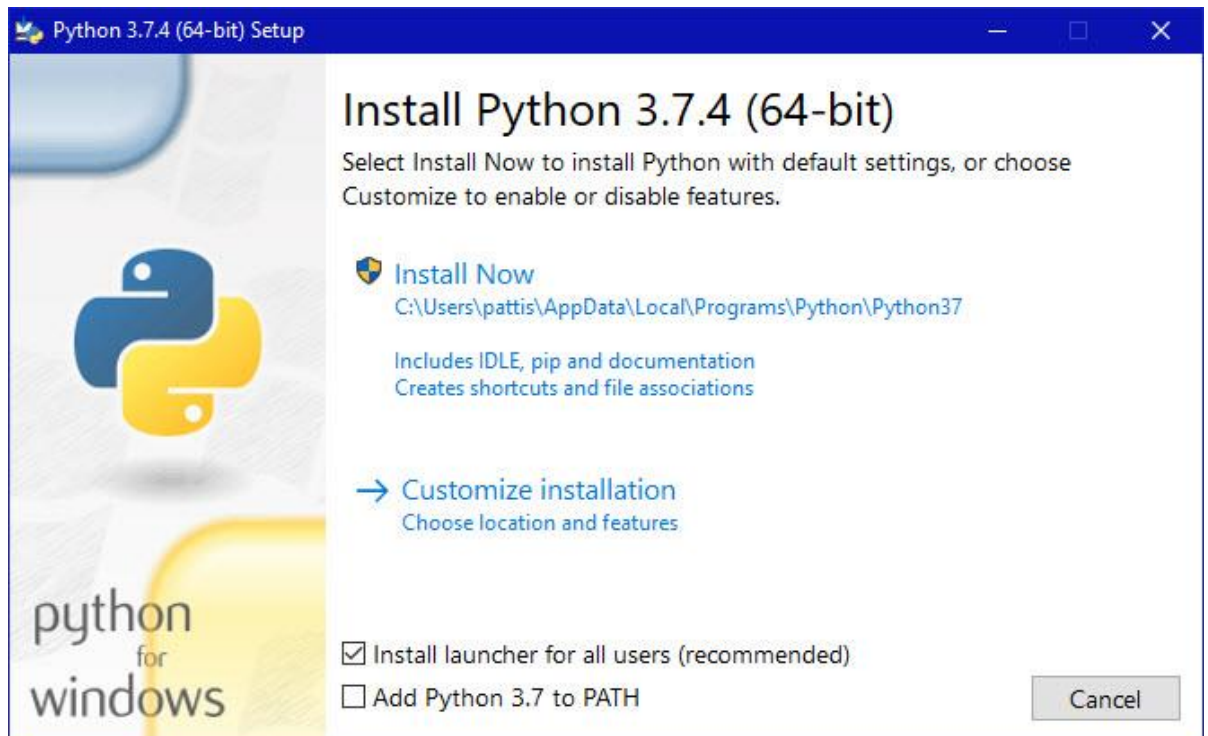 Python 3.7.4 (64-bit) Setup
Install Python 3.7.4 (64-bit)
Select Install Now to install Python with default settings, or choose
Customize to enable or disable features.
Install Now
C:\Users\pattis\AppData\Local\Programs\Python\Python37
Includes IDLE, pip and documentation
Creates shortcuts and file associations
Customize installation
Choose location and features
python
for
windows
Install launcher for all users (recommended)
Add Python 3.7 to PATH
Cancel